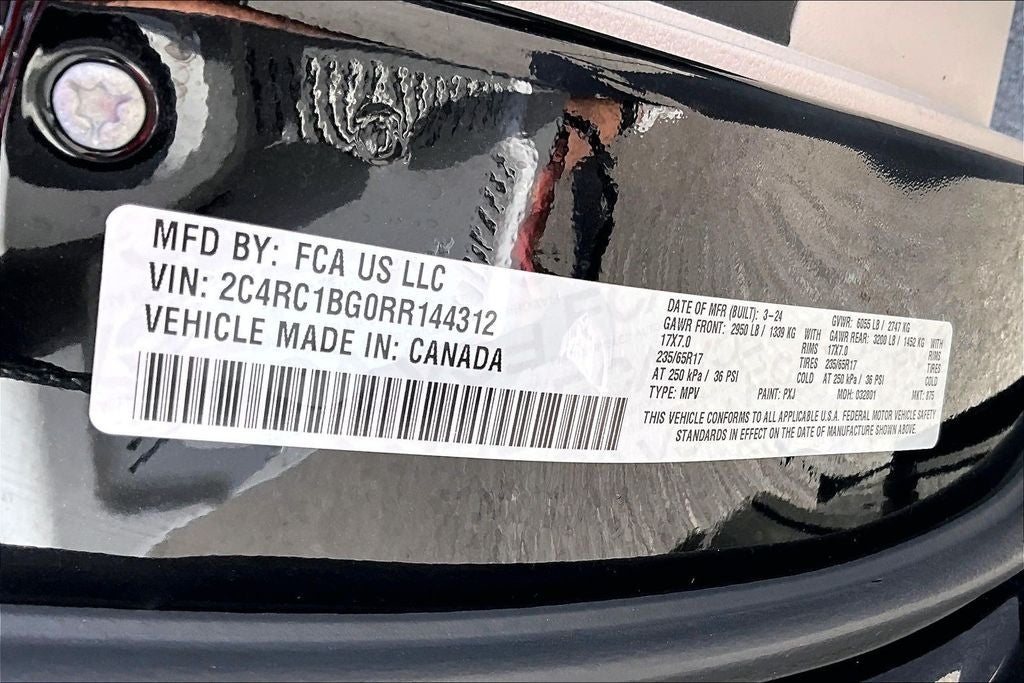 MFD BY: FCA US LLC
VIN: 2C4RC1BG0RR144312
VEHICLE MADE IN: CANADA
DATE OF MFR (BUILT): 3-24 GVWR: 6055 LB / 2747 KG
GAWR FRONT: 2950 LB / 1339 KG WITH GAWR REAR: 3200 LB / 1452 KG WITH
17X7.0 RIMS 17X7.0 RIMS
235/65R17 TIRES 235/65R17 TIRES
AT 250 kPa / 36 PSI COLD AT 250 kPa / 36 PSI COLD
TYPE: MPV PAINT: PXJ MDH: 032801 MKT: 875
THIS VEHICLE CONFORMS TO ALL APPLICABLE U.S.A. FEDERAL MOTOR VEHICLE SAFETY
STANDARDS IN EFFECT ON THE DATE OF MANUFACTURE SHOWN ABOVE.